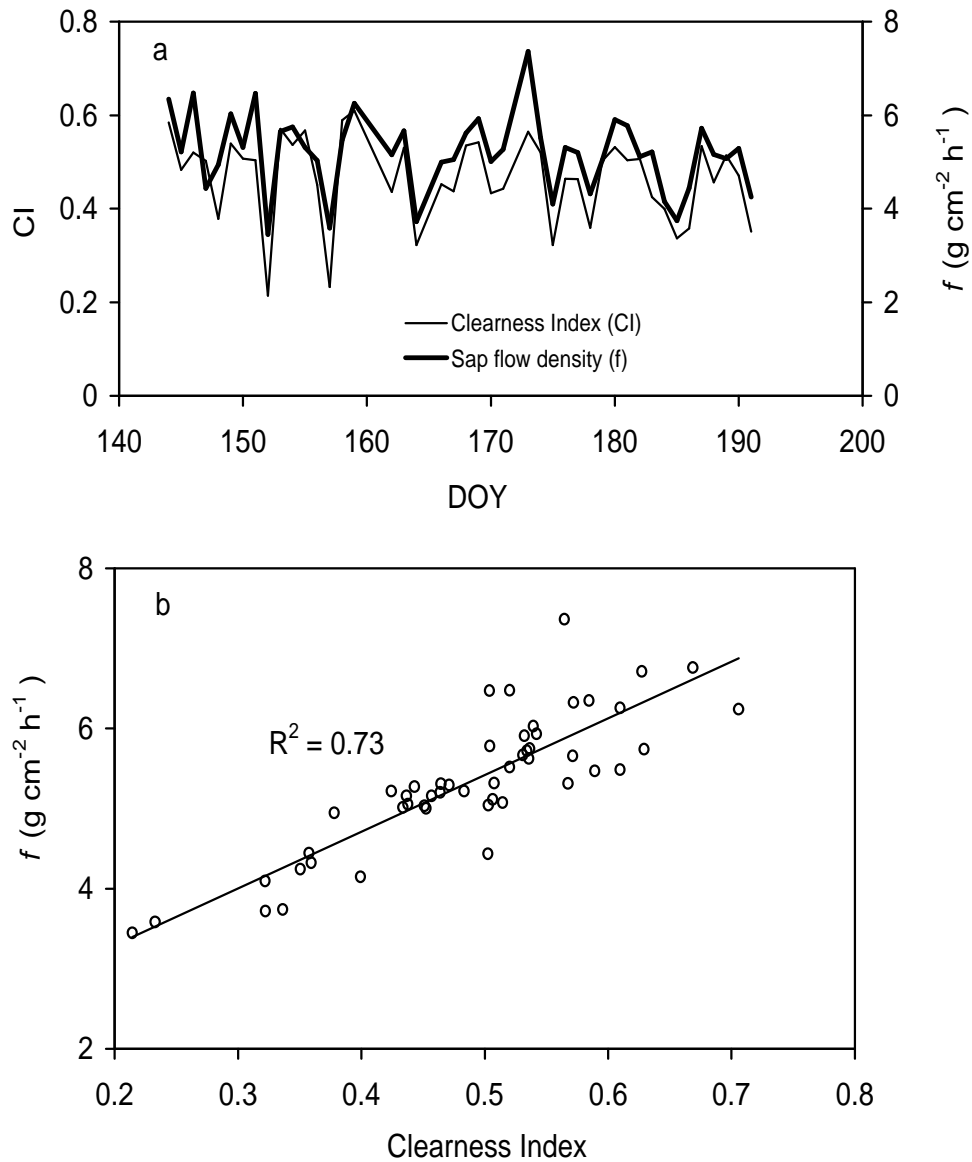 a
0.8
0.6
0.4
0.2
0
CI
8
6
4
2
0
f (g cm-2 h-1)
Clearness Index (CI)
Sap flow density (f)
140 150 160 170 180 190 200
DOY
b
8
6
4
2
f (g cm-2 h-1)
R2 = 0.73
0.2 0.3 0.4 0.5 0.6 0.7 0.8
Clearness Index